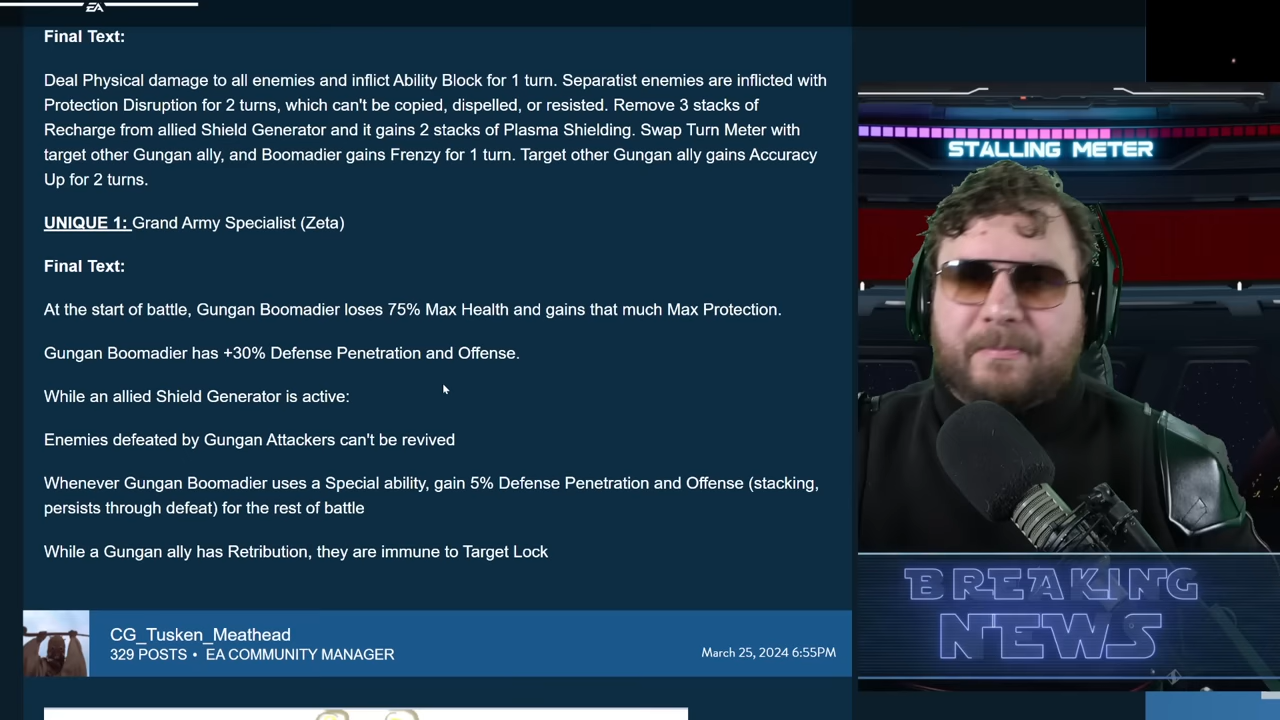 EA
Final Text:
Deal Physical damage to all enemies and inflict Ability Block for 1 turn. Separatist enemies are inflicted with
Protection Disruption for 2 turns, which can't be copied, dispelled, or resisted. Remove 3 stacks of
Recharge from allied Shield Generator and it gains 2 stacks of Plasma Shielding. Swap Turn Meter with
target other Gungan ally, and Boomadier gains Frenzy for 1 turn. Target other Gungan ally gains Accuracy
Up for 2 turns.
UNIQUE 1: Grand Army Specialist (Zeta)
Final Text:
At the start of battle, Gungan Boomadier loses 75% Max Health and gains that much Max Protection.
Gungan Boomadier has +30% Defense Penetration and Offense.
While an allied Shield Generator is active:
Enemies defeated by Gungan Attackers can't be revived
Whenever Gungan Boomadier uses a Special ability, gain 5% Defense Penetration and Offense (stacking,
persists through defeat) for the rest of battle
While a Gungan ally has Retribution, they are immune to Target Lock
CG_Tusken_Meathead
329 POSTS • EA COMMUNITY MANAGER
March 25, 2024 6:55PM
STALLING METER
BREAKING
NEWS